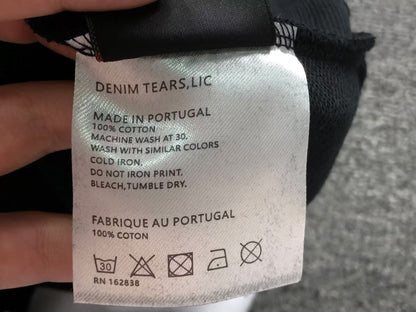 DENIM TEARS,LIC
MADE IN PORTUGAL
100% COTTON
MACHINE WASH AT 30.
WASH WITH SIMILAR COLORS
COLD IRON,
DO NOT IRON PRINT.
BLEACH,TUMBLE DRY.
FABRIQUE AU PORTUGAL
100% COTON
30
RN 162838